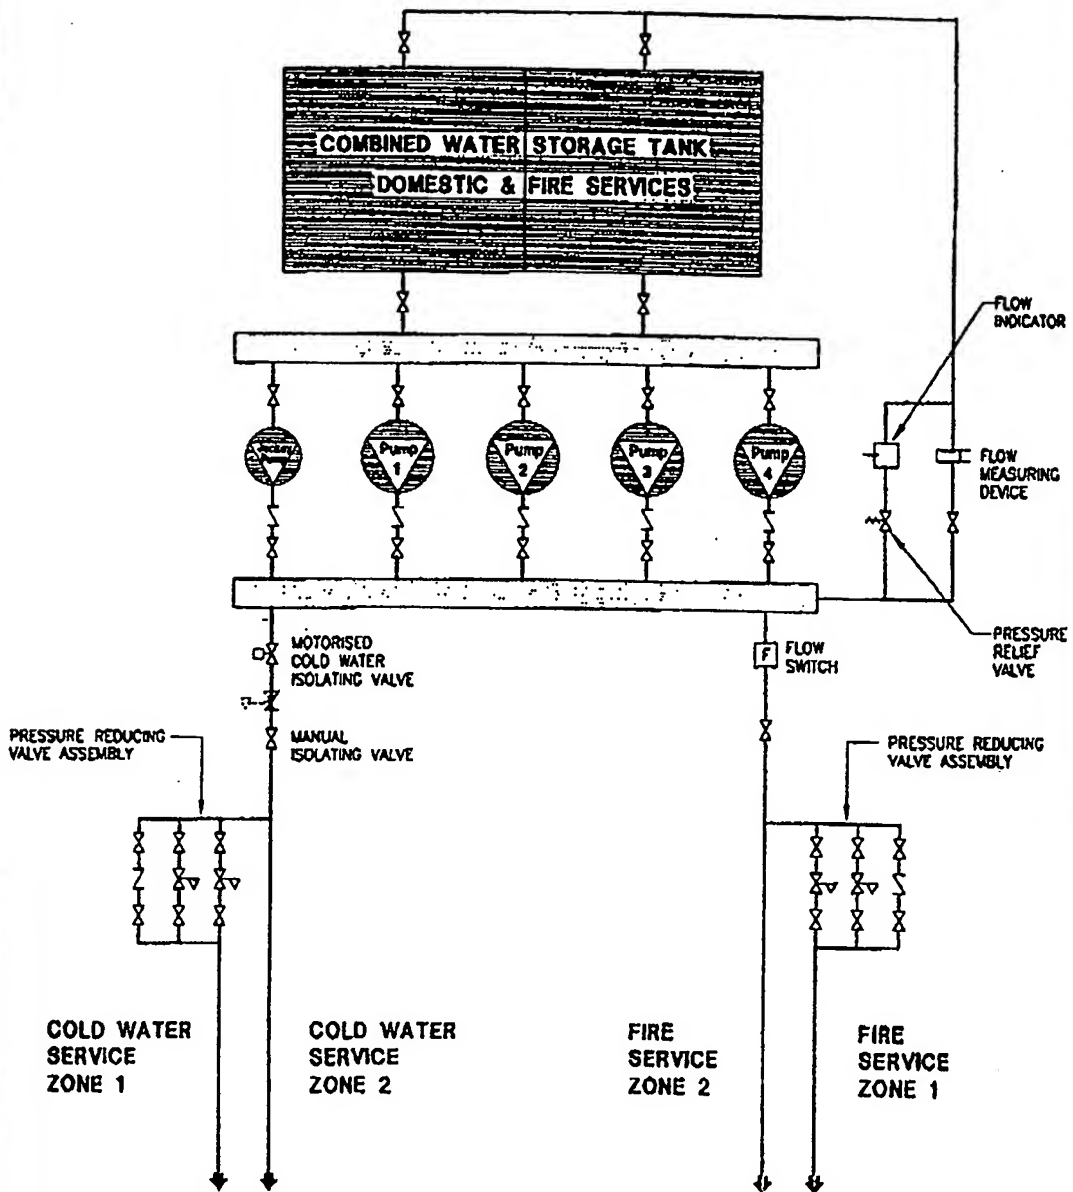 COMBINED WATER STORAGE TANK
DOMESTIC & FIRE SERVICES
FLOW
INDICATOR
Pump
Pump
1
Pump
2
Pump
3
Pump
4
FLOW
MEASURING
DEVICE
MOTORISED
COLD WATER
ISOLATING VALVE
F
FLOW
SWITCH
PRESSURE
RELIEF
VALVE
PRESSURE REDUCING
VALVE ASSEMBLY
MANUAL
ISOLATING VALVE
PRESSURE REDUCING
VALVE ASSEMBLY
COLD WATER
SERVICE
ZONE 1
COLD WATER
SERVICE
ZONE 2
FIRE
SERVICE
ZONE 2
FIRE
SERVICE
ZONE 1